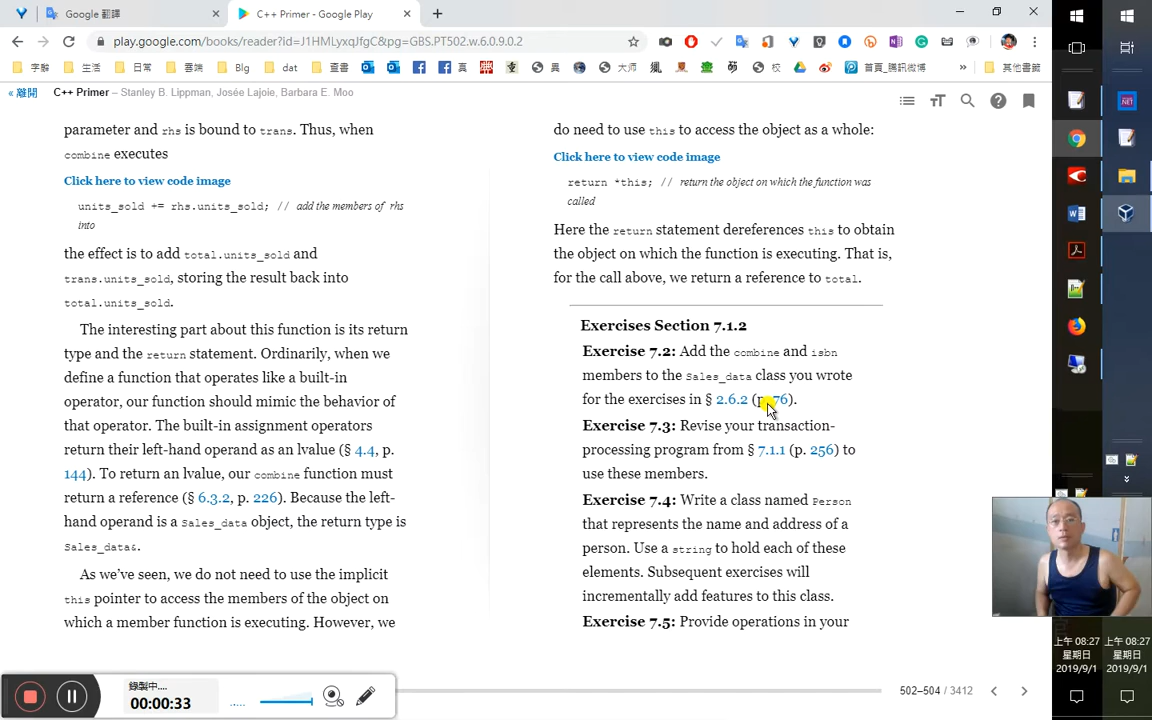 Google 翻譯
C++ Primer - Google Play
play.google.com/books/reader?id=J1HMLyxqJfgC&pg=GBS.PT502.w.6.0.9.0.2
字辭
生活
日常
雲端
Blg
dat
查書
真
異
大师
校
首頁_騰訊微博
»
其他書籤
« 離開
C++ Primer – Stanley B. Lippman, Josée Lajoie, Barbara E. Moo
parameter and rhs is bound to trans. Thus, when
combine executes
Click here to view code image
units_sold += rhs.units_sold; // add the members of rhs
into
the effect is to add total.units_sold and
trans.units_sold, storing the result back into
total.units_sold.
The interesting part about this function is its return
type and the return statement. Ordinarily, when we
define a function that operates like a built-in
operator, our function should mimic the behavior of
that operator. The built-in assignment operators
return their left-hand operand as an lvalue (§ 4.4, p.
144). To return an lvalue, our combine function must
return a reference (§ 6.3.2, p. 226). Because the left-
hand operand is a Sales_data object, the return type is
Sales_data&.
As we've seen, we do not need to use the implicit
this pointer to access the members of the object on
which a member function is executing. However, we
do need to use this to access the object as a whole:
Click here to view code image
return *this; // return the object on which the function was
called
Here the return statement dereferences this to obtain
the object on which the function is executing. That is,
for the call above, we return a reference to total.
Exercises Section 7.1.2
Exercise 7.2: Add the combine and isbn
members to the Sales_data class you wrote
for the exercises in § 2.6.2 (p. 76).
Exercise 7.3: Revise your transaction-
processing program from § 7.1.1 (p. 256) to
use these members.
Exercise 7.4: Write a class named Person
that represents the name and address of a
person. Use a string to hold each of these
elements. Subsequent exercises will
incrementally add features to this class.
Exercise 7.5: Provide operations in your
502–504 / 3412
錄製中....
00:00:33
上午 08:27
星期日
2019/9/1
上午 08:27
星期日
2019/9/1